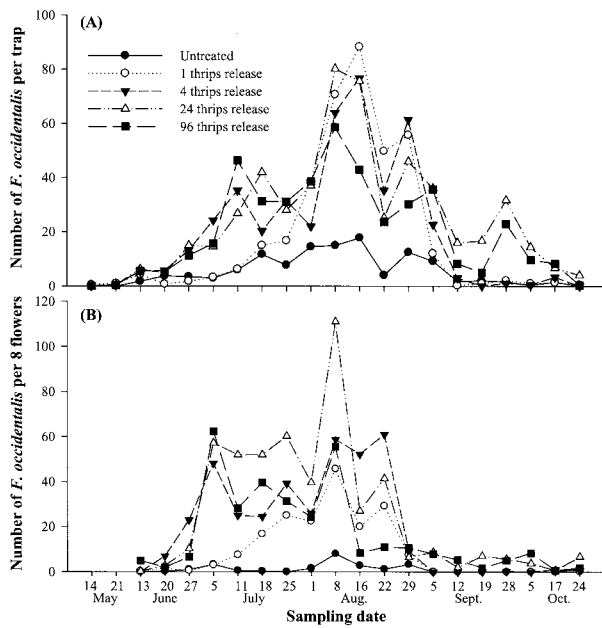 (A)
Number of F. occidentalis per trap
100
80
60
40
20
0
Untreated
1 thrips release
4 thrips release
24 thrips release
96 thrips release
(B)
Number of F. occidentalis per 8 flowers
120
100
80
60
40
20
0
14 21 13 20 27 5 11 18 25 1 8 16 22 29 5 12 19 28 5 17 24
May June July Aug. Sept. Oct.
Sampling date